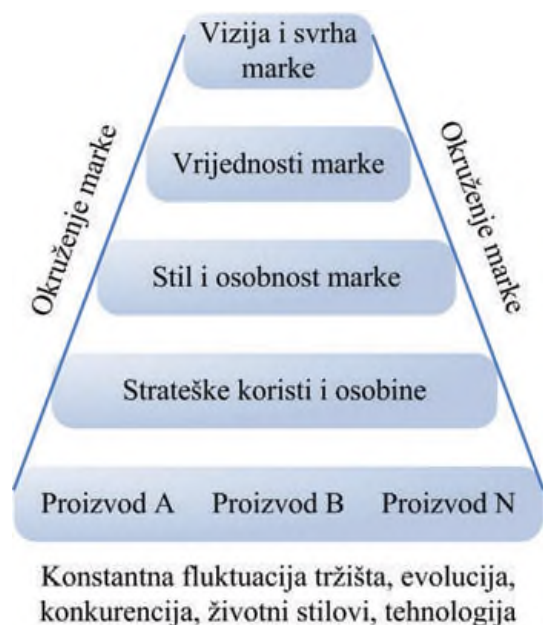 Vizija i svrha
marke
Okruženje marke
Okruženje marke
Vrijednosti marke
Stil i osobnost marke
Strateške koristi i osobine
Proizvod A Proizvod B Proizvod N
Konstantna fluktuacija tržišta, evolucija,
konkurencija, životni stilovi, tehnologija